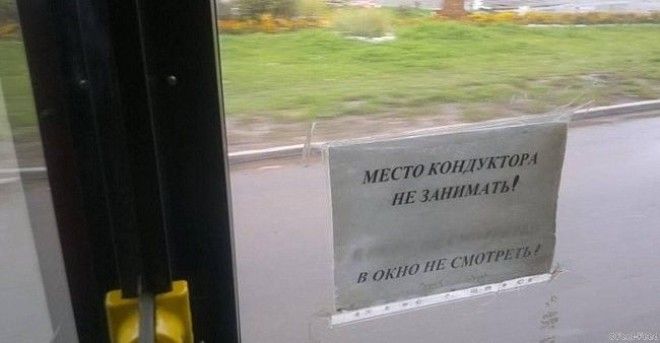 МЕСТО КОНДУКТОРА
НЕ ЗАНИМАТЬ!
В ОКНО НЕ СМОТРЕТЬ!